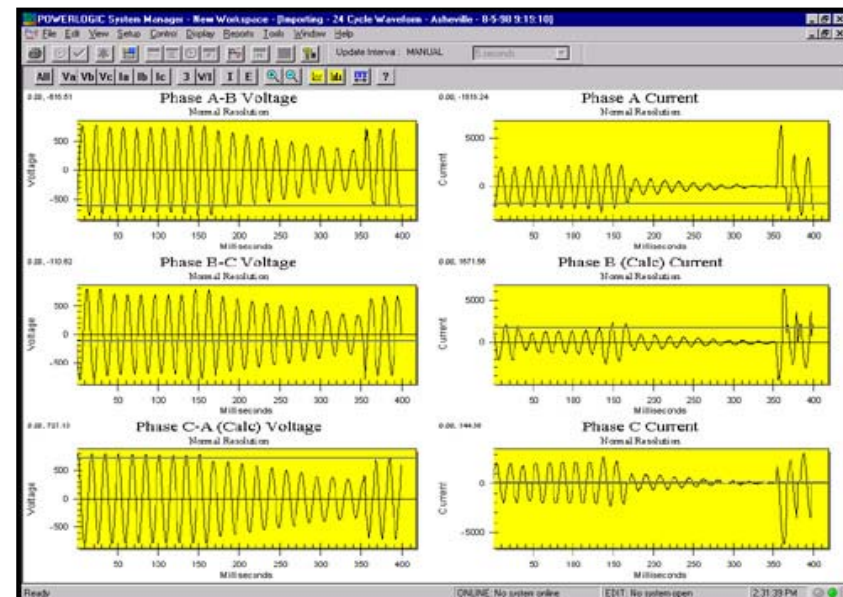 POWERLOGIC System Manager - New Workspace - [Importing - 24 Cycle Waveform - Asheville - 8-5-98 9:15:10]
File Edit View Setup Control Display Reports Tools Window Help
Update Interval : MANUAL
All Va Vb Vc Ia Ib Ic 3 V/I I E ?
Phase A-B Voltage
Normal Resolution
Voltage
500
0
-500
50 100 150 200 250 300 350 400
Milliseconds
Phase A Current
Normal Resolution
Current
5000
0
50 100 150 200 250 300 350 400
Milliseconds
Phase B-C Voltage
Normal Resolution
Voltage
500
0
-500
50 100 150 200 250 300 350 400
Milliseconds
Phase B (Calc) Current
Normal Resolution
Current
5000
0
50 100 150 200 250 300 350 400
Milliseconds
Phase C-A (Calc) Voltage
Normal Resolution
Voltage
500
0
-500
50 100 150 200 250 300 350 400
Milliseconds
Phase C Current
Normal Resolution
Current
5000
0
-5000
50 100 150 200 250 300 350 400
Milliseconds
Ready
ONLINE: No system online
EDIT: No system open
2:31:39 PM